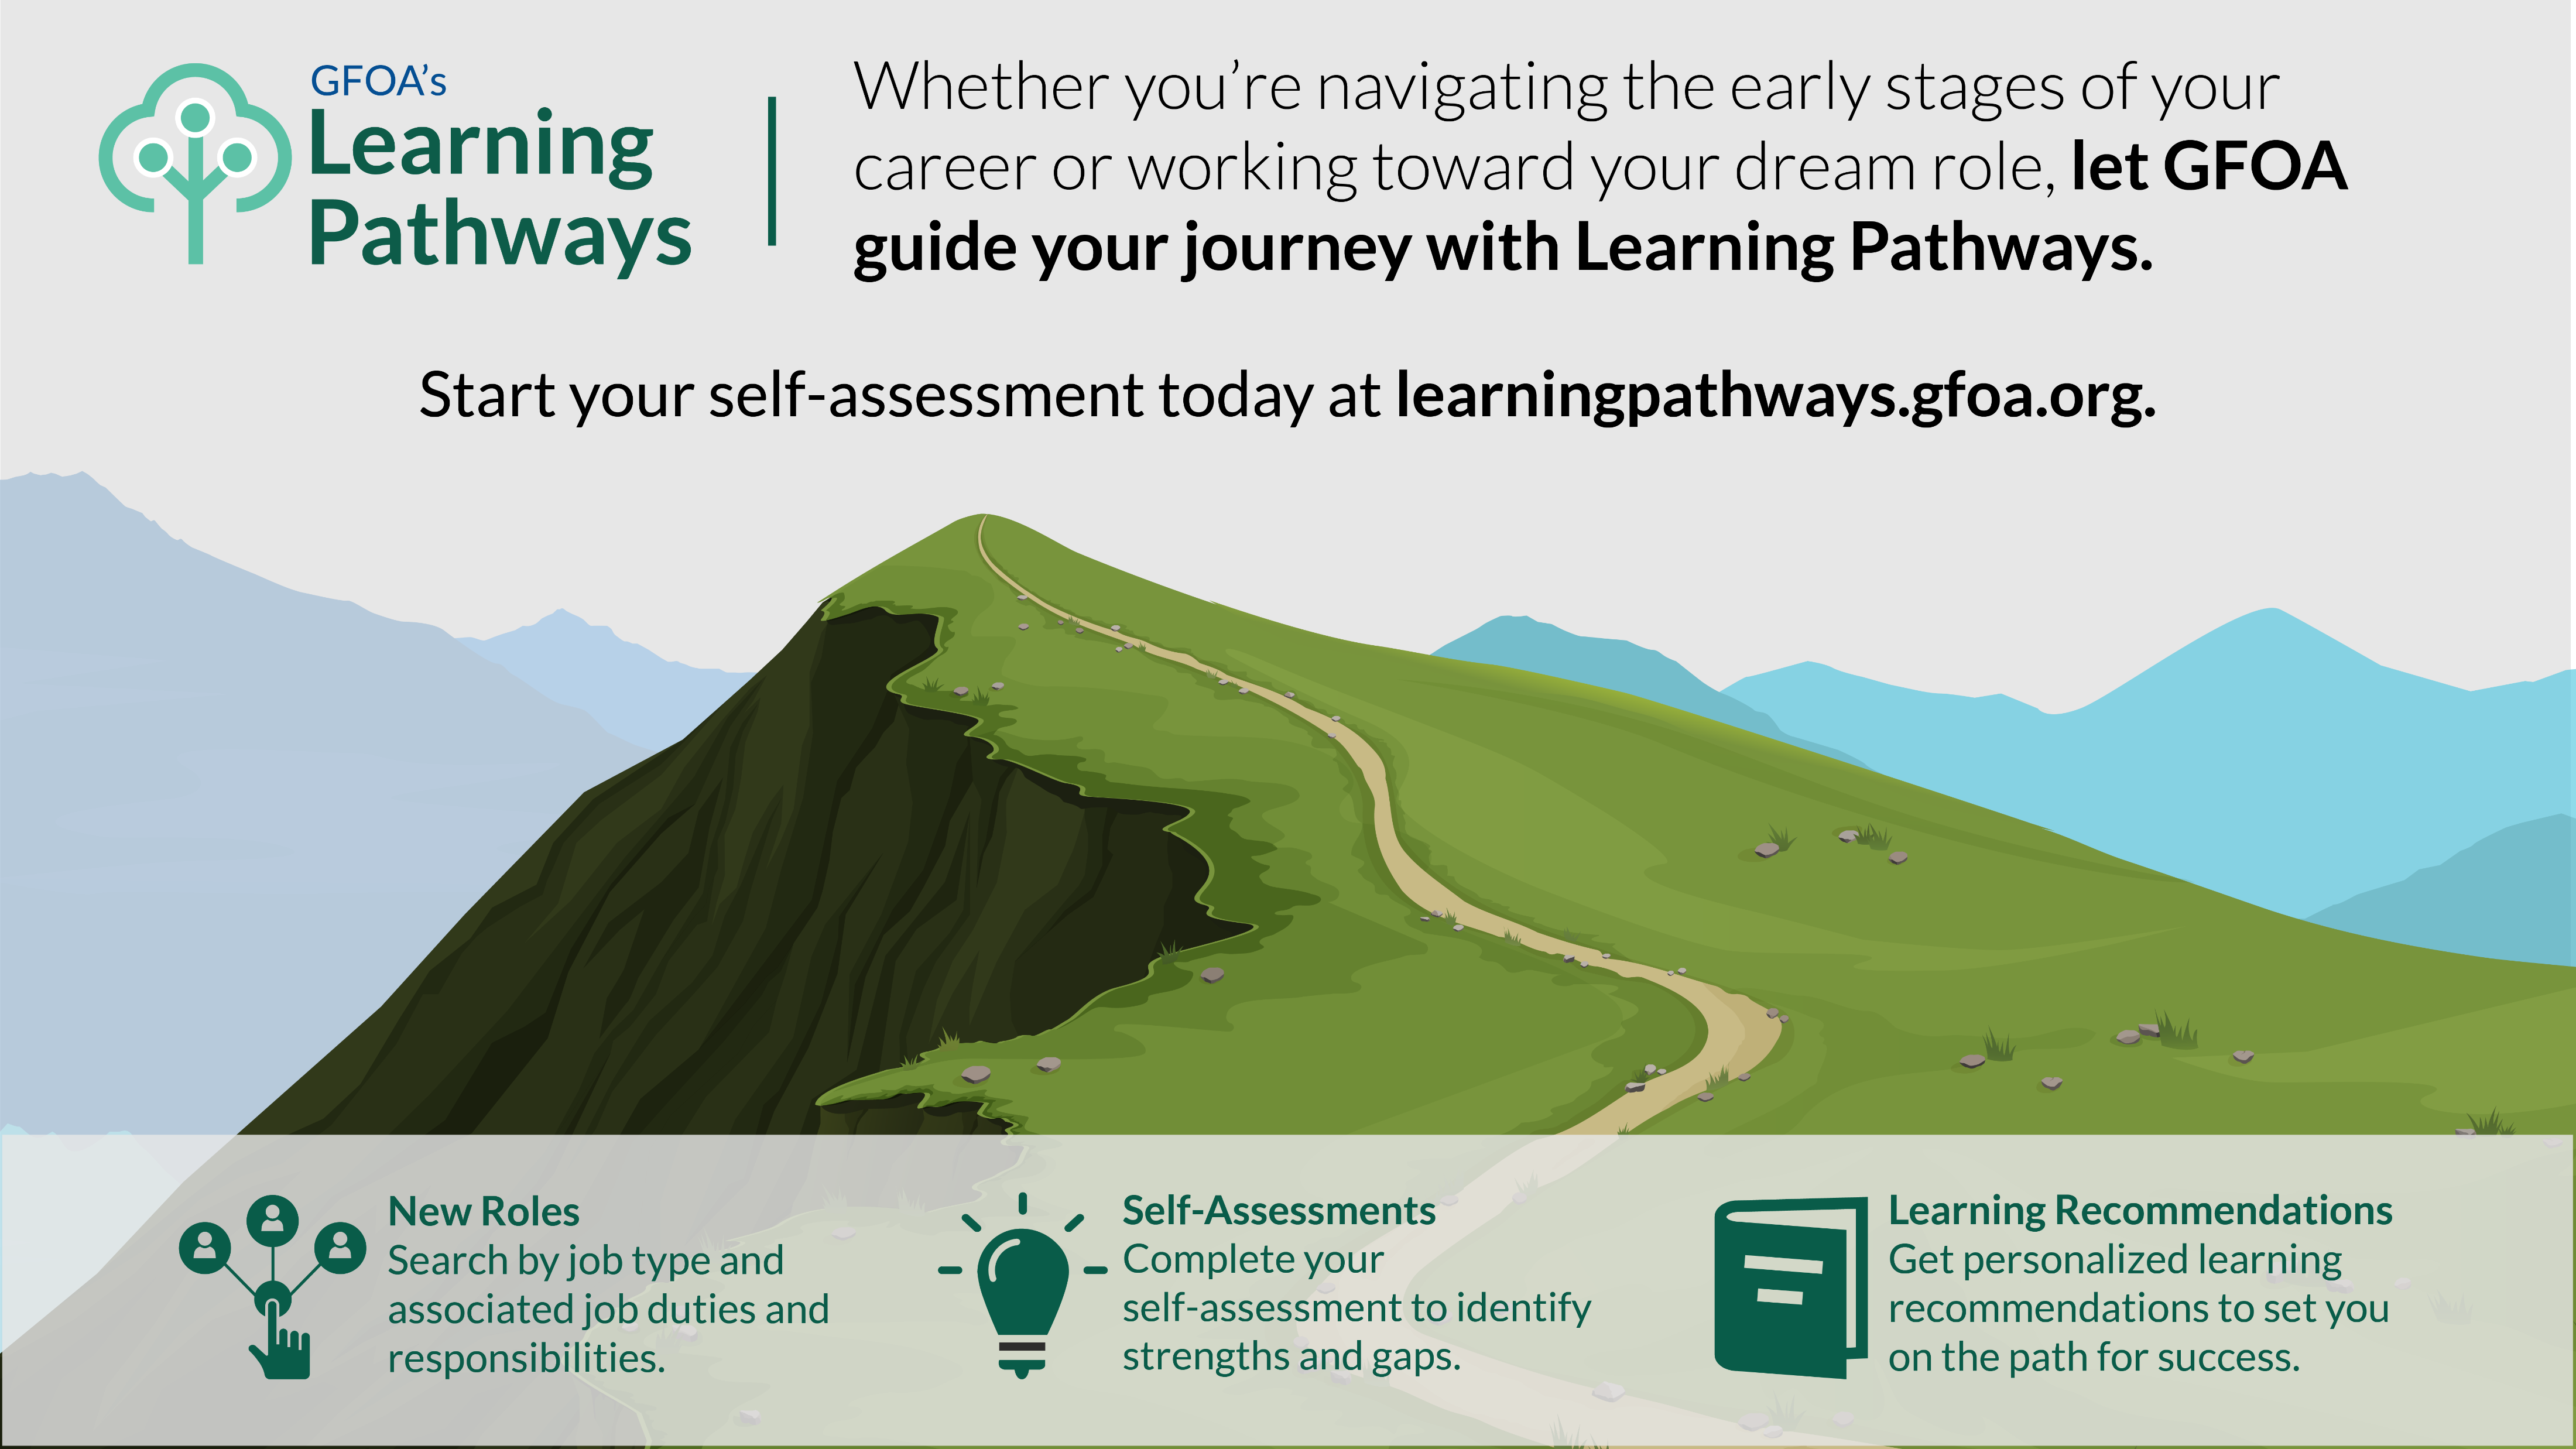 GFOA’s
Learning
Pathways
Whether you’re navigating the early stages of your
career or working toward your dream role, let GFOA
guide your journey with Learning Pathways.
Start your self-assessment today at learningpathways.gfoa.org.
New Roles
Search by job type and
associated job duties and
responsibilities.
Self-Assessments
Complete your
self-assessment to identify
strengths and gaps.
Learning Recommendations
Get personalized learning
recommendations to set you
on the path for success.